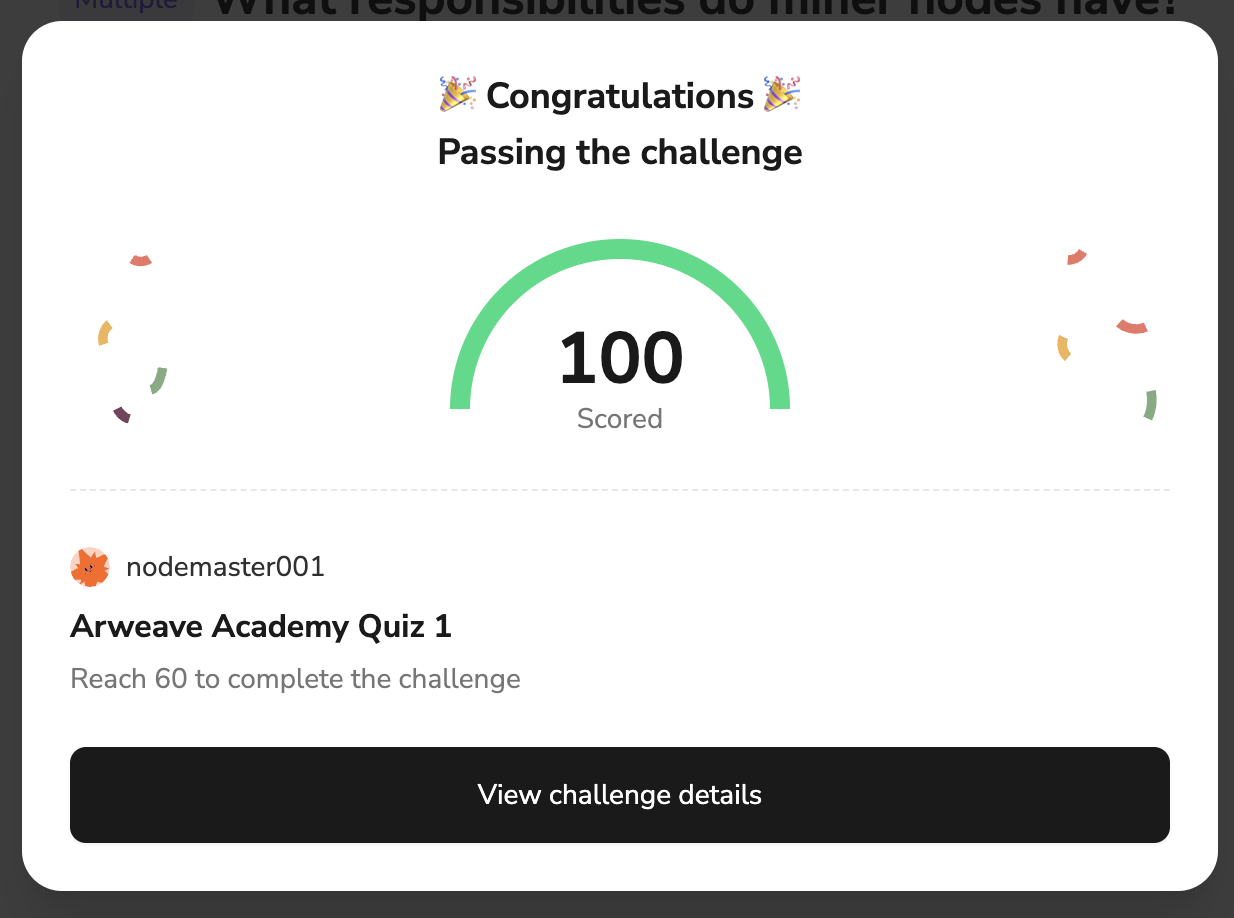 Multiple What responsibilities do miner nodes have?
🎉 Congratulations 🎉
Passing the challenge
100
Scored
nodemaster001
Arweave Academy Quiz 1
Reach 60 to complete the challenge
View challenge details